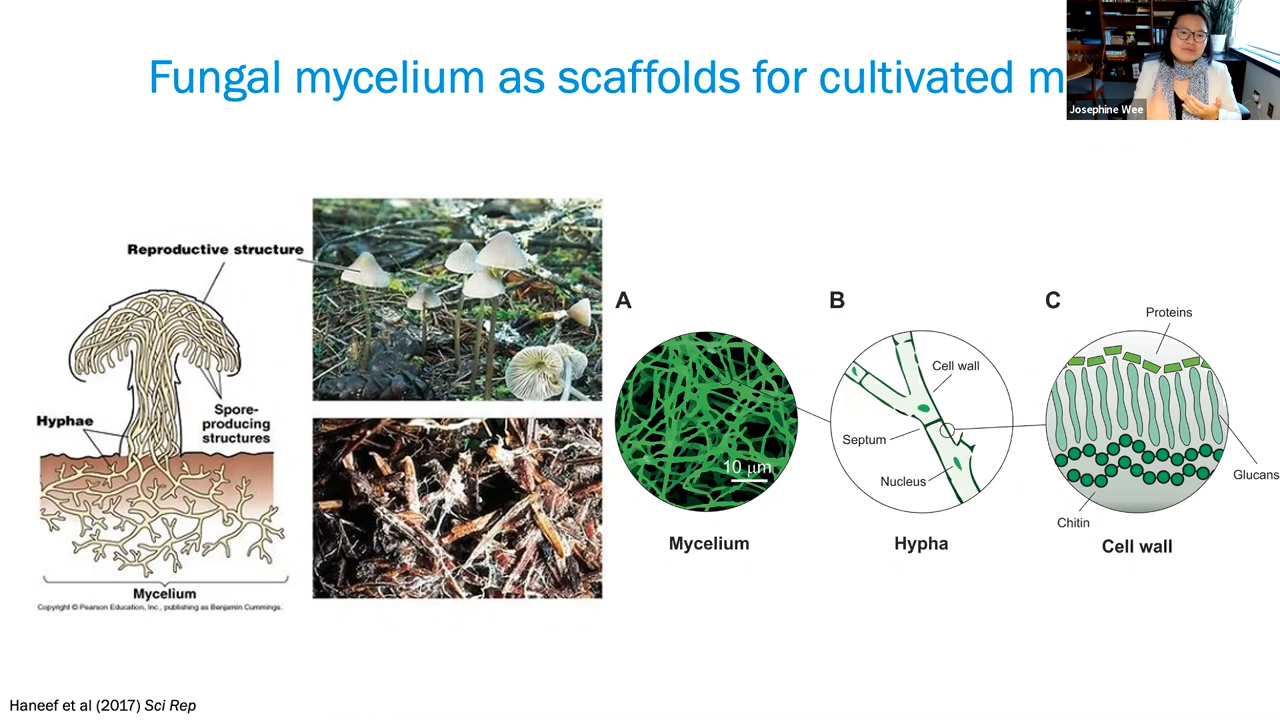 Fungal mycelium as scaffolds for cultivated m
Josephine Wee
Reproductive structure
Hyphae
Spore-
producing
structures
Mycelium
Copyright © Pearson Education, Inc., publishing as Benjamin Cummings.
A
10 μm
Mycelium
B
Cell wall
Septum
Nucleus
Hypha
C
Proteins
Glucans
Chitin
Cell wall
Haneef et al (2017) Sci Rep